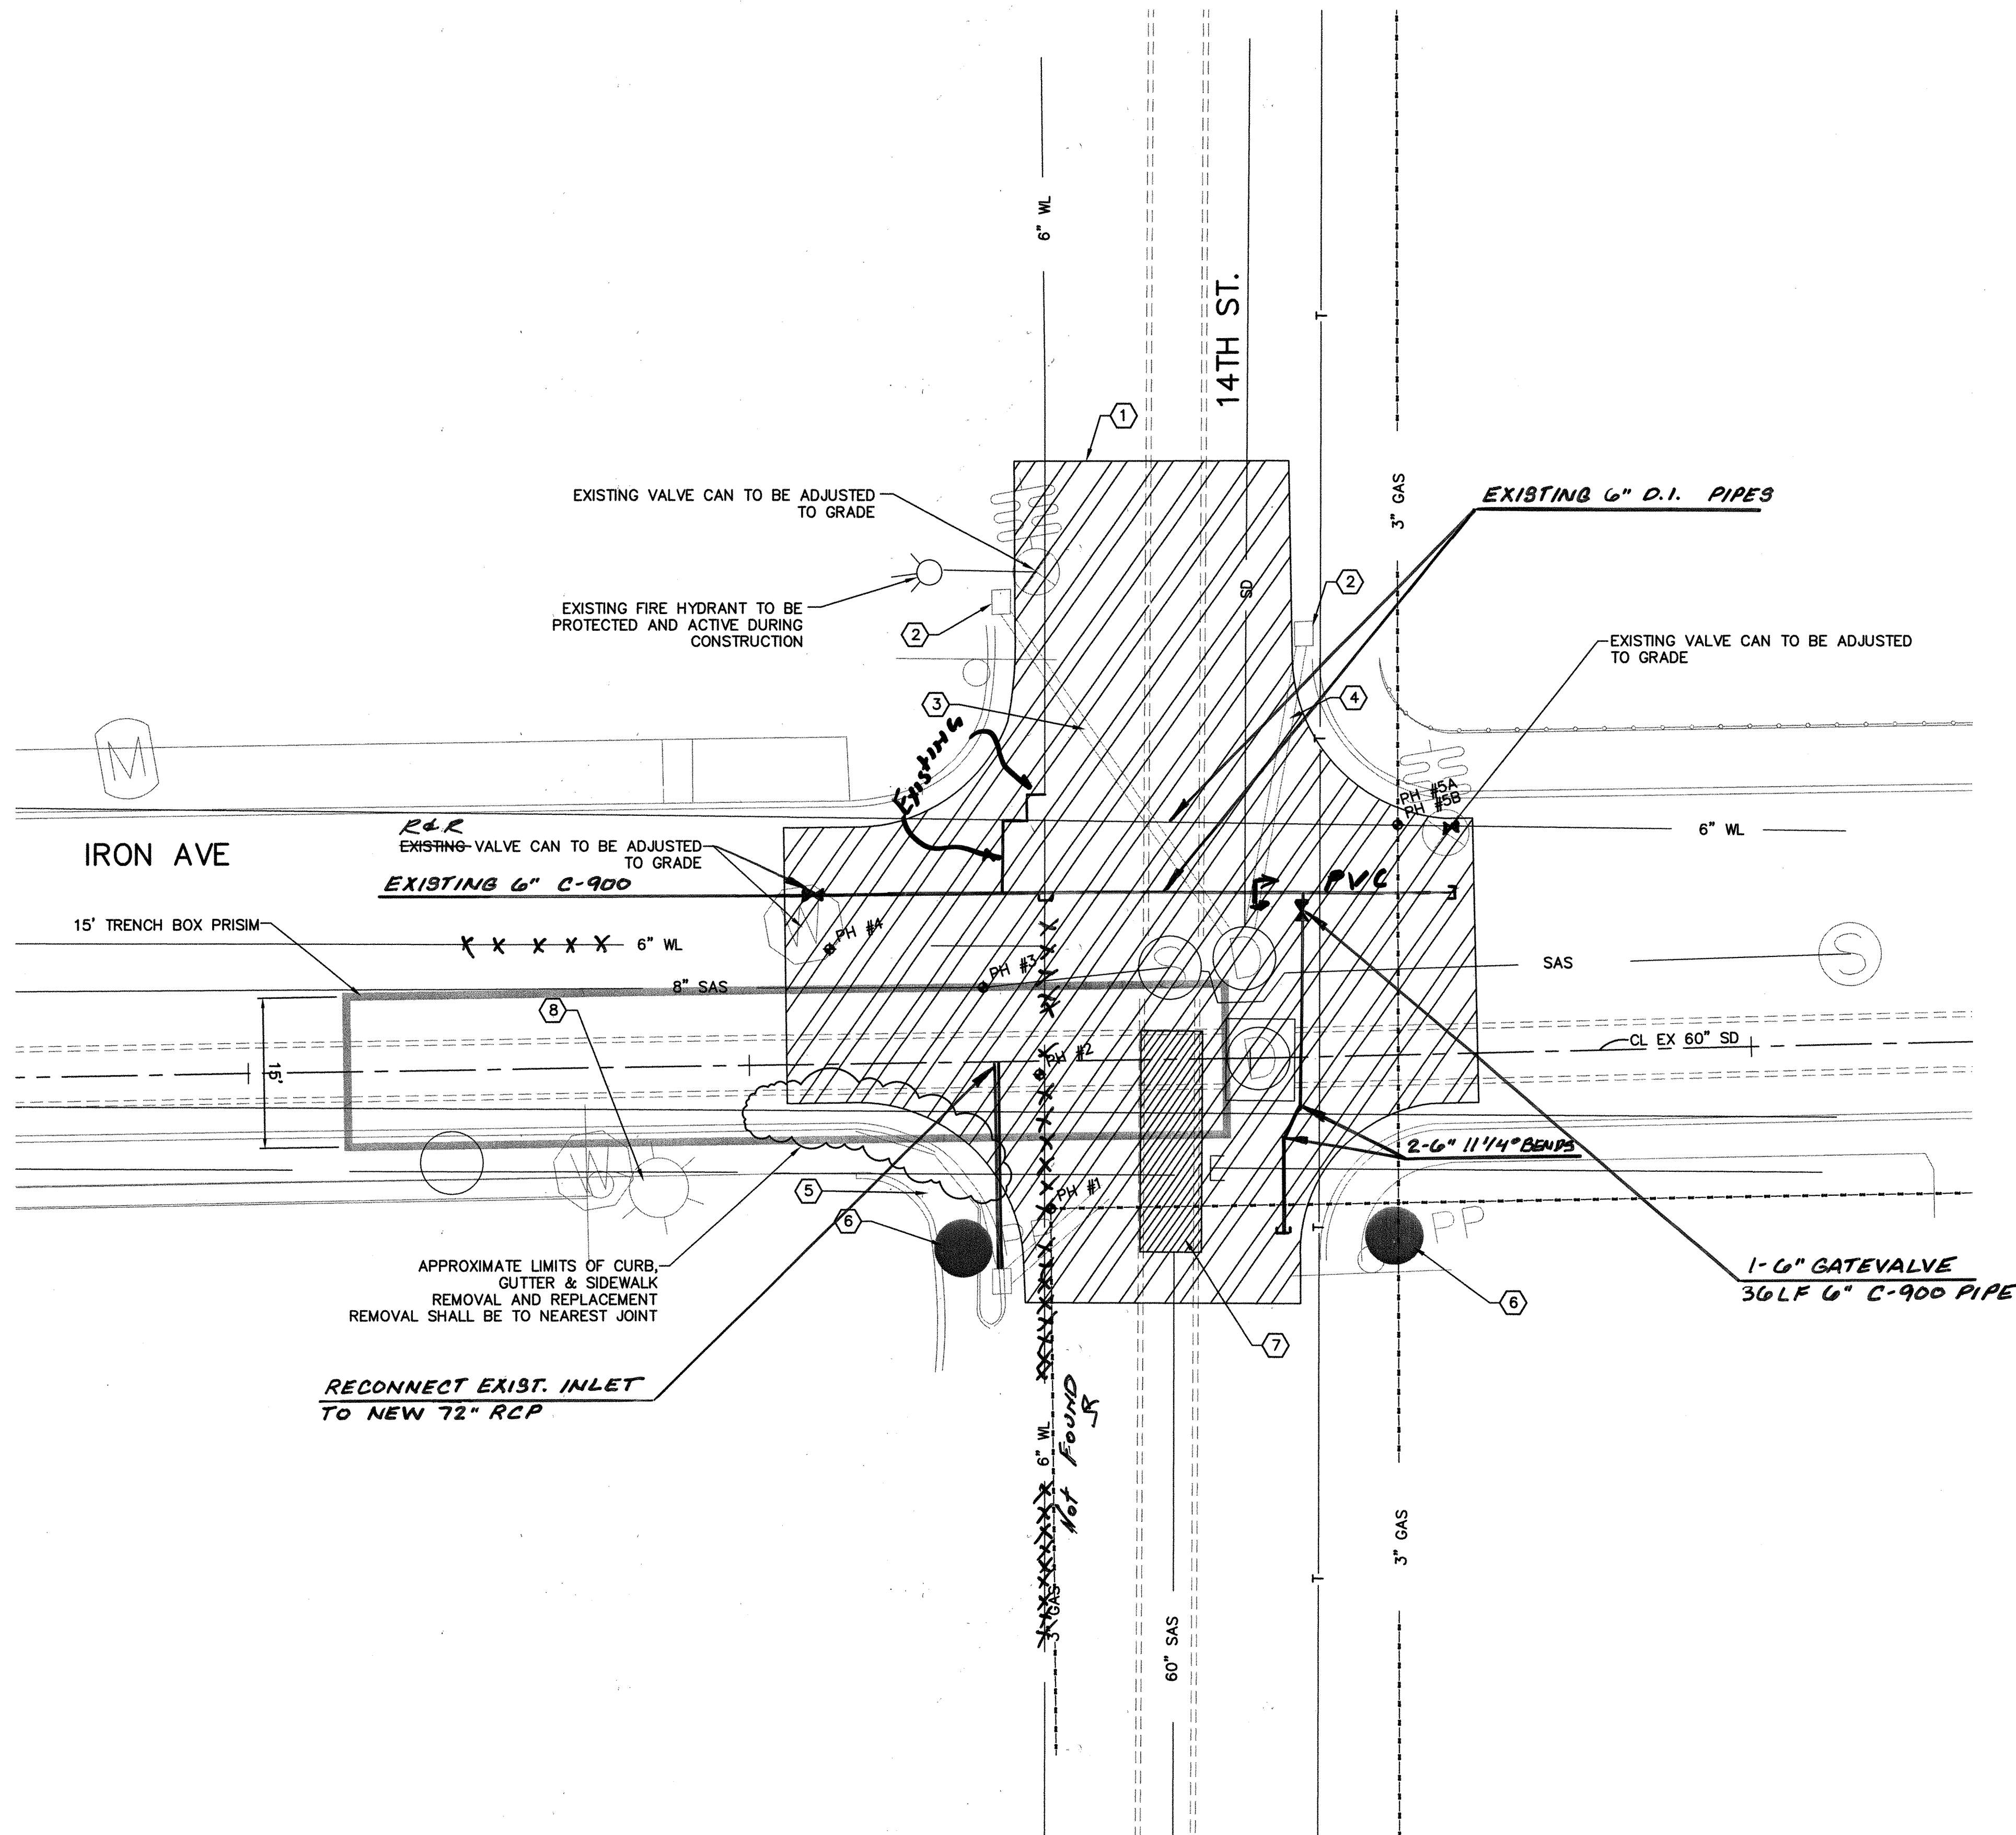 6" WL
14TH ST.
T
3" GAS
1
EXISTING VALVE CAN TO BE ADJUSTED
TO GRADE
EXISTING 6" D.I. PIPES
EXISTING FIRE HYDRANT TO BE
PROTECTED AND ACTIVE DURING
CONSTRUCTION
2
SD
2
EXISTING VALVE CAN TO BE ADJUSTED
TO GRADE
3
4
T
EXISTING
M
PH #5A
PH #5B
6" WL
IRON AVE
R&R
EXISTING VALVE CAN TO BE ADJUSTED
TO GRADE
EXISTING 6" C-900
PVC
W
PH #4
15' TRENCH BOX PRISIM
X X X X X 6" WL
S
D
S
PH #3
SAS
8" SAS
8
CL EX 60" SD
15'
PH #2
D
2-6" 11 1/4° BENDS
W
5
PH #1
6
PP
T
APPROXIMATE LIMITS OF CURB,
GUTTER & SIDEWALK
REMOVAL AND REPLACEMENT
REMOVAL SHALL BE TO NEAREST JOINT
1-6" GATEVALVE
36LF 6" C-900 PIPE
6
7
RECONNECT EXIST. INLET
TO NEW 72" RCP
6" WL
NOT FOUND
3" GAS
3" GAS
T
60" SAS